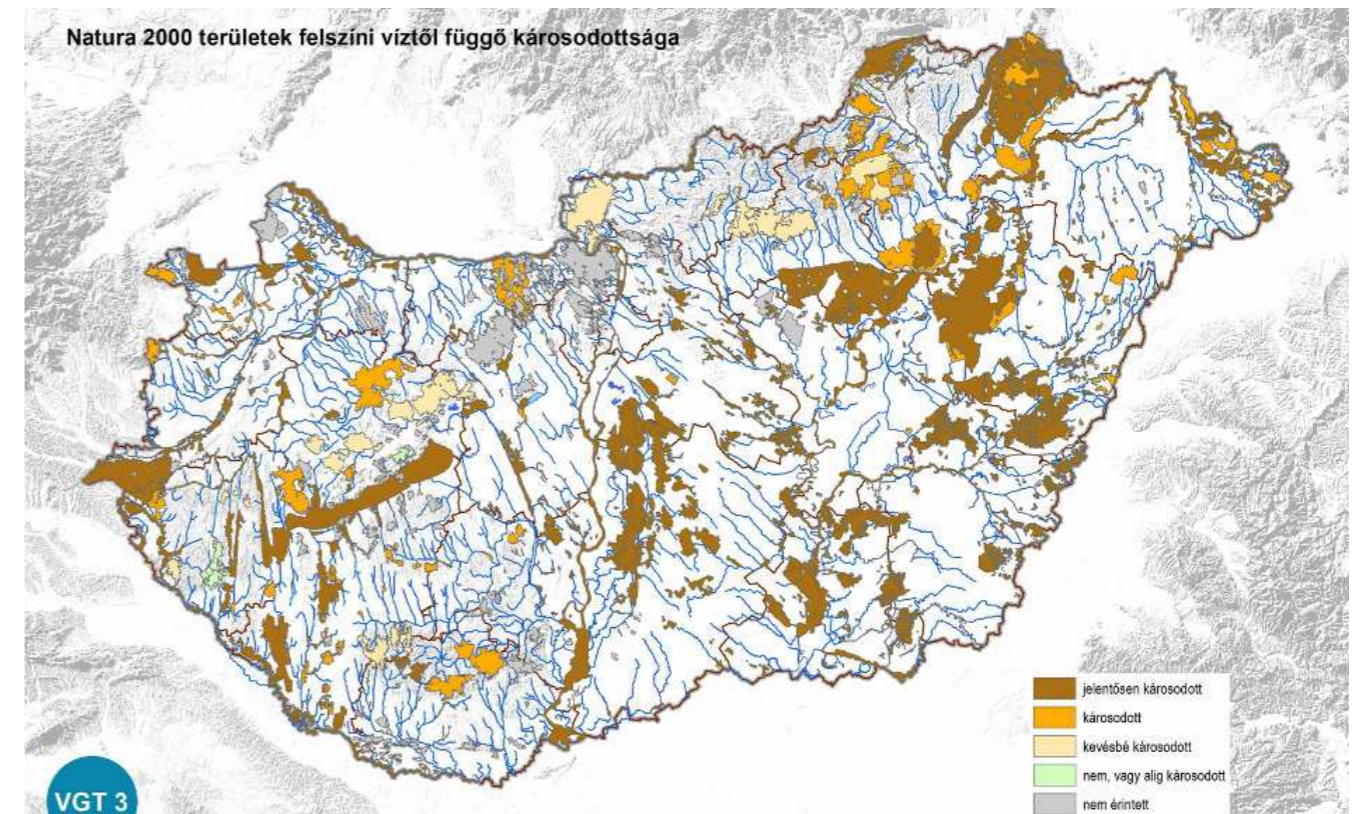 Natura 2000 területek felszíni víztől függő károsodottsága
jelentősen károsodott
károsodott
kevésbé károsodott
nem, vagy alig károsodott
nem érintett
VGT 3